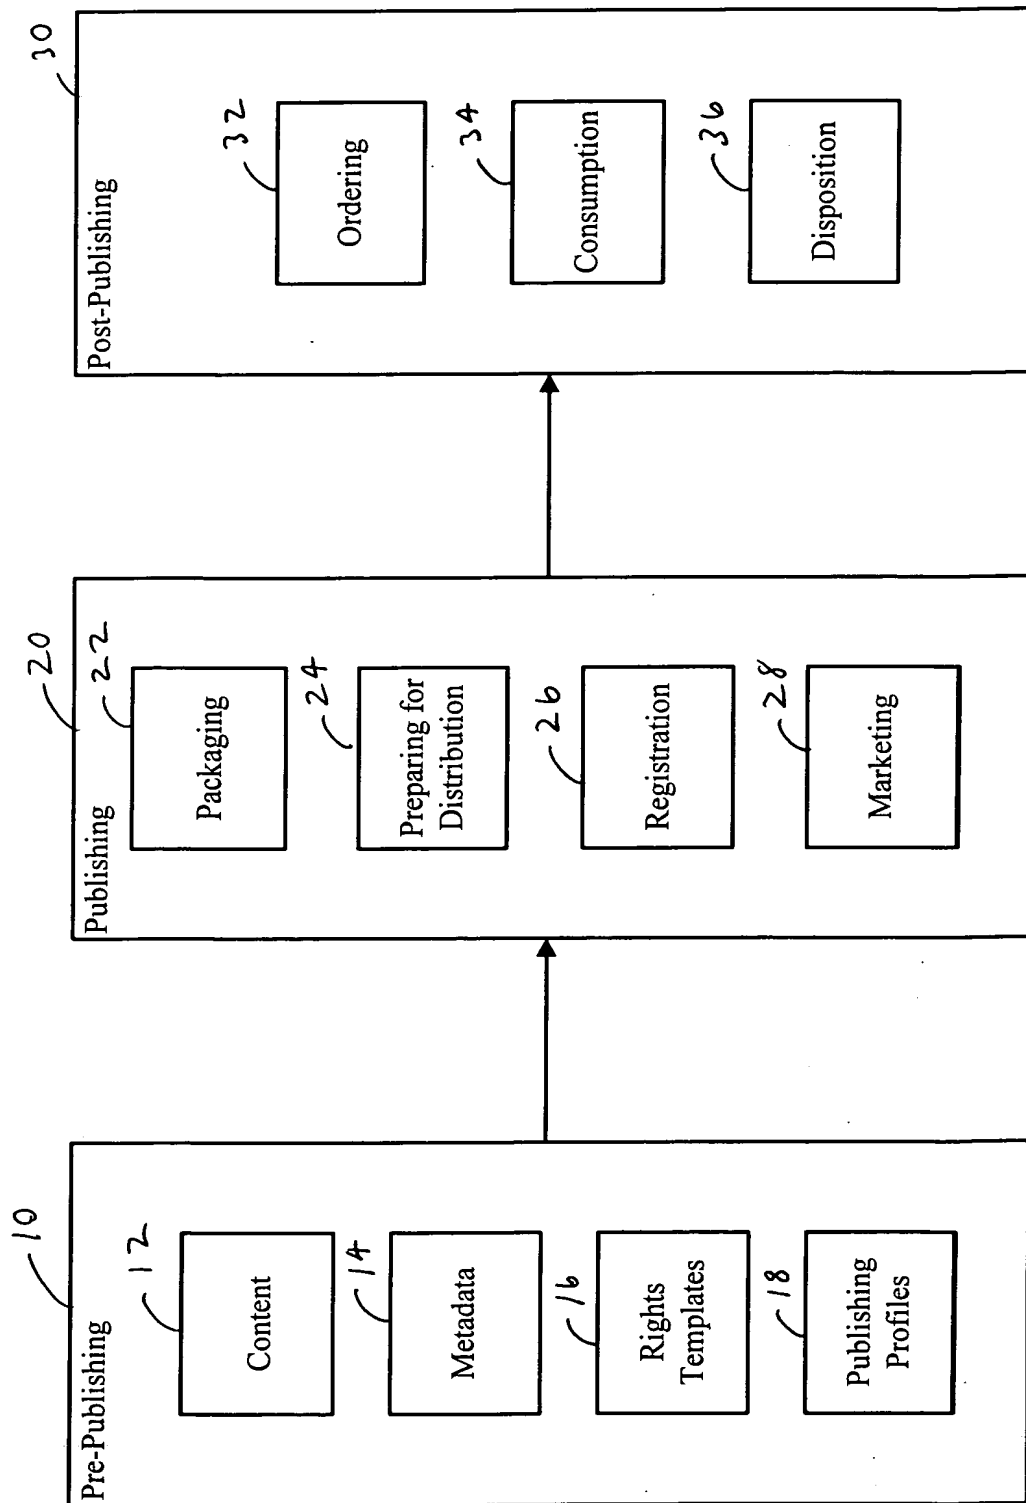 10
Pre-Publishing
12
Content
14
Metadata
16
Rights
Templates
18
Publishing
Profiles
20
Publishing
22
Packaging
24
Preparing for
Distribution
26
Registration
28
Marketing
30
Post-Publishing
32
Ordering
34
Consumption
36
Disposition